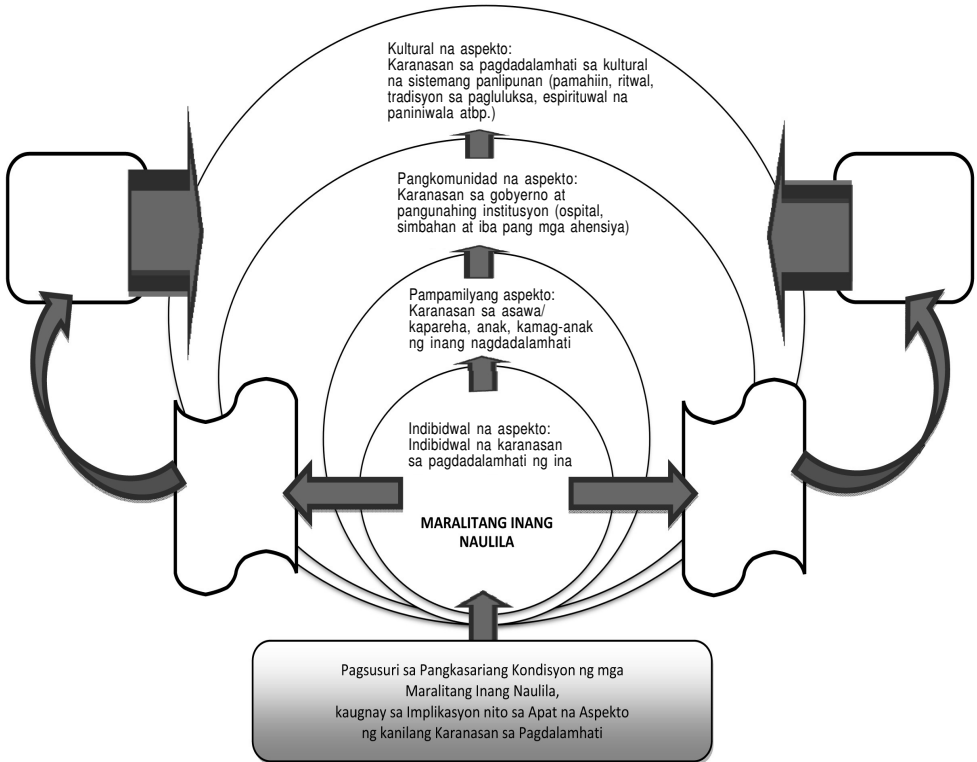 Kultural na aspekto:
Karanasan sa pagdadalamhati sa kultural
na sistemang panlipunan (pamahiin, ritwal,
tradisyon sa pagluluksa, espirituwal na
paniniwala atbp.)
Pangkomunidad na aspekto:
Karanasan sa gobyerno at
pangunahing institusyon (ospital,
simbahan at iba pang mga ahensiya)
Pampamilyang aspekto:
Karanasan sa asawa/
kapareha, anak, kamag-anak
ng inang nagdadalamhati
Indibidwal na aspekto:
Indibidwal na karanasan
sa pagdadalamhati ng ina
MARALITANG INANG
NAULILA
Pagsusuri sa Pangkasariang Kondisyon ng mga
Maralitang Inang Naulila,
kaugnay sa Implikasyon nito sa Apat na Aspekto
ng kanilang Karanasan sa Pagdalamhati